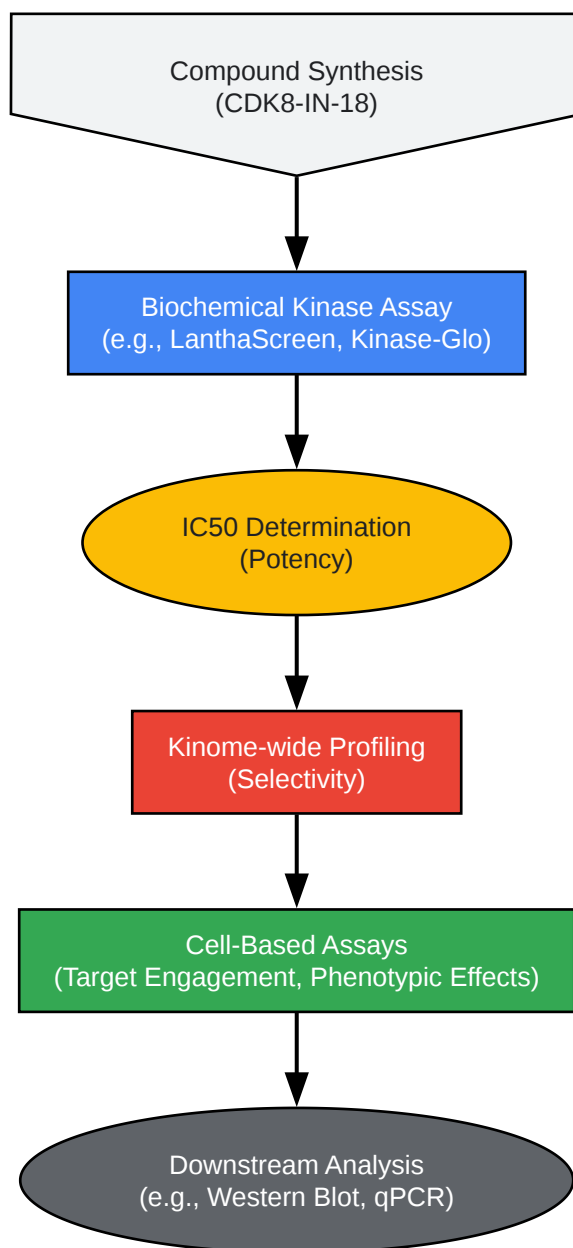 Compound Synthesis
(CDK8-IN-18)
Biochemical Kinase Assay
(e.g., LanthaScreen, Kinase-Glo)
IC50 Determination
(Potency)
Kinome-wide Profiling
(Selectivity)
Cell-Based Assays
(Target Engagement, Phenotypic Effects)
Downstream Analysis
(e.g., Western Blot, qPCR)